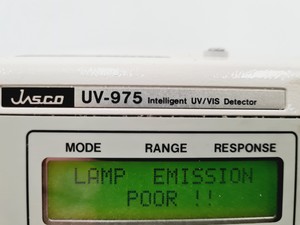 JASCO UV-975 Intelligent UV/VIS Detector
MODE RANGE RESPONSE
LAMP EMISSION
POOR !!